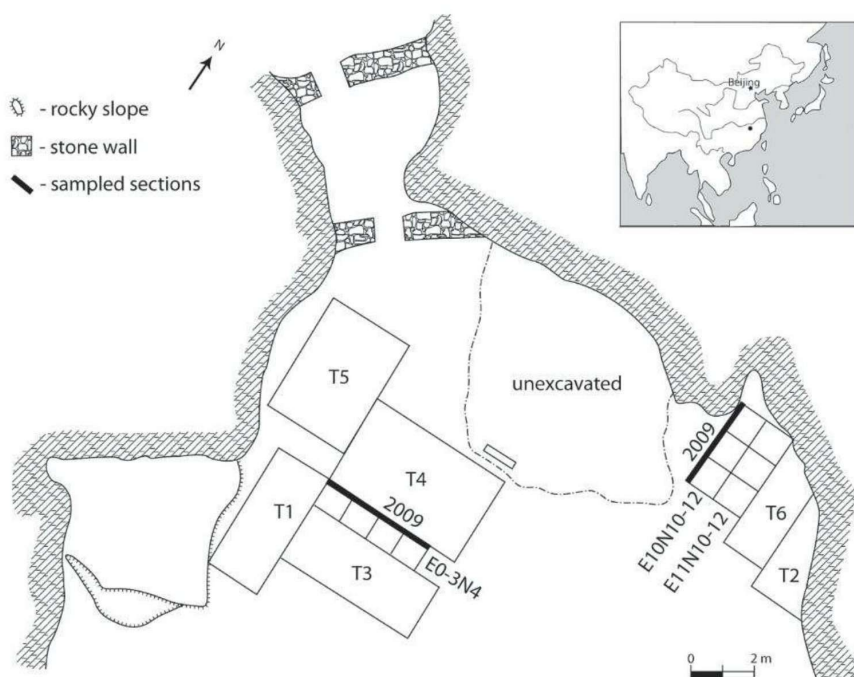 N
- rocky slope
- stone wall
- sampled sections
Beijing
T5
unexcavated
T4
2009
T1
2009
T3
E0-3N4
E10N10-12
E11N10-12
T6
T2
0 2 m